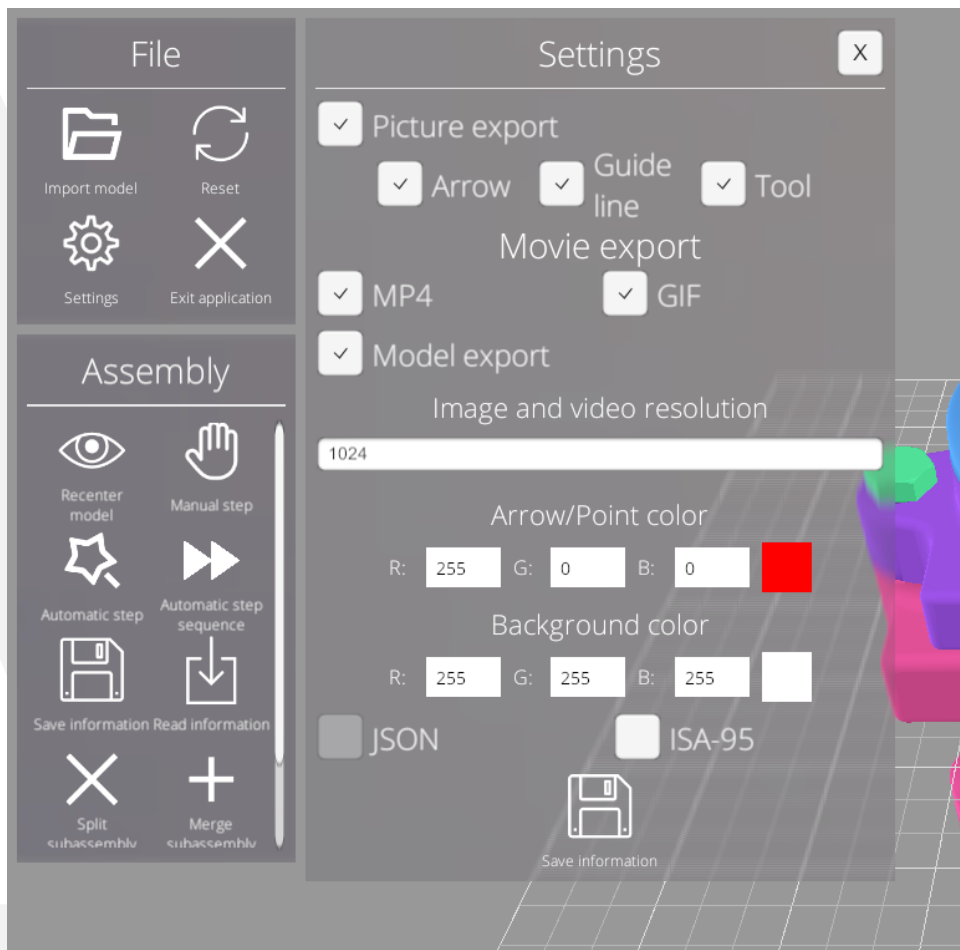 File
Import model
Reset
Settings
Exit application
Assembly
Recenter
model
Manual step
Automatic step
Automatic step
sequence
Save information
Read information
Split
subassembly
Merge
subassembly
Settings
X
Picture export
Arrow
Guide
line
Tool
Movie export
MP4
GIF
Model export
Image and video resolution
1024
Arrow/Point color
R: 255 G: 0 B: 0
Background color
R: 255 G: 255 B: 255
JSON
ISA-95
Save information